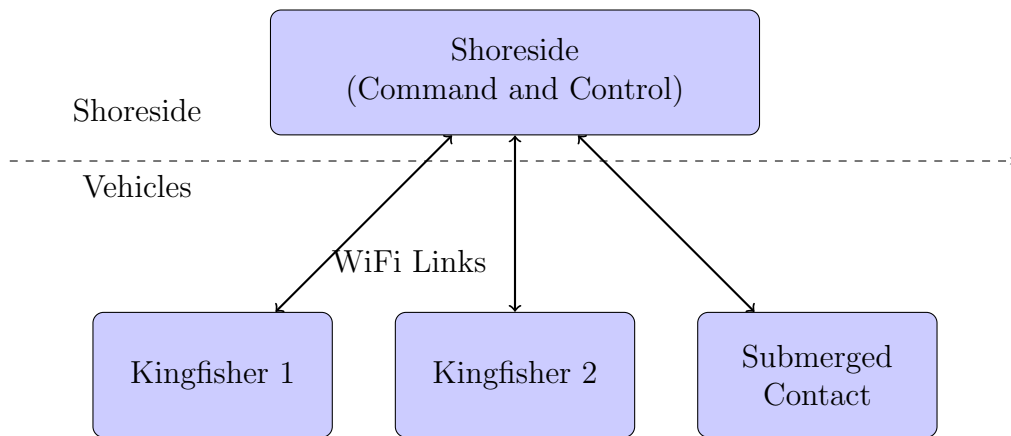 Shoreside
(Command and Control)
Shoreside
Vehicles
WiFi Links
Kingfisher 1
Kingfisher 2
Submerged
Contact